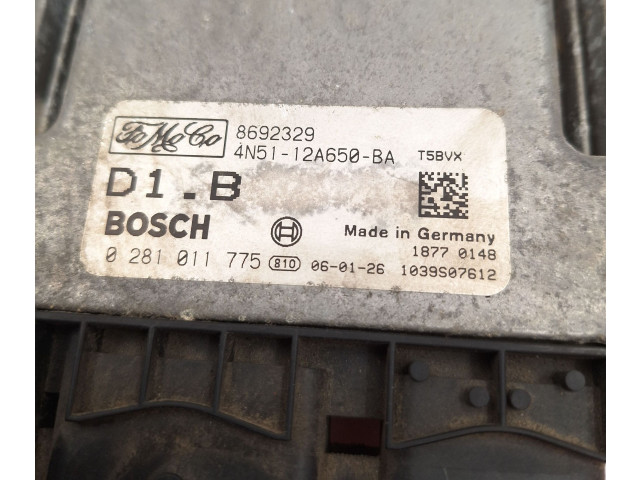 FoMoCo
8692329
4N51-12A650-BA T5BVX
D1.B
BOSCH
Made in Germany
1877 0148
0 281 011 775 810 06-01-26 1039S07612